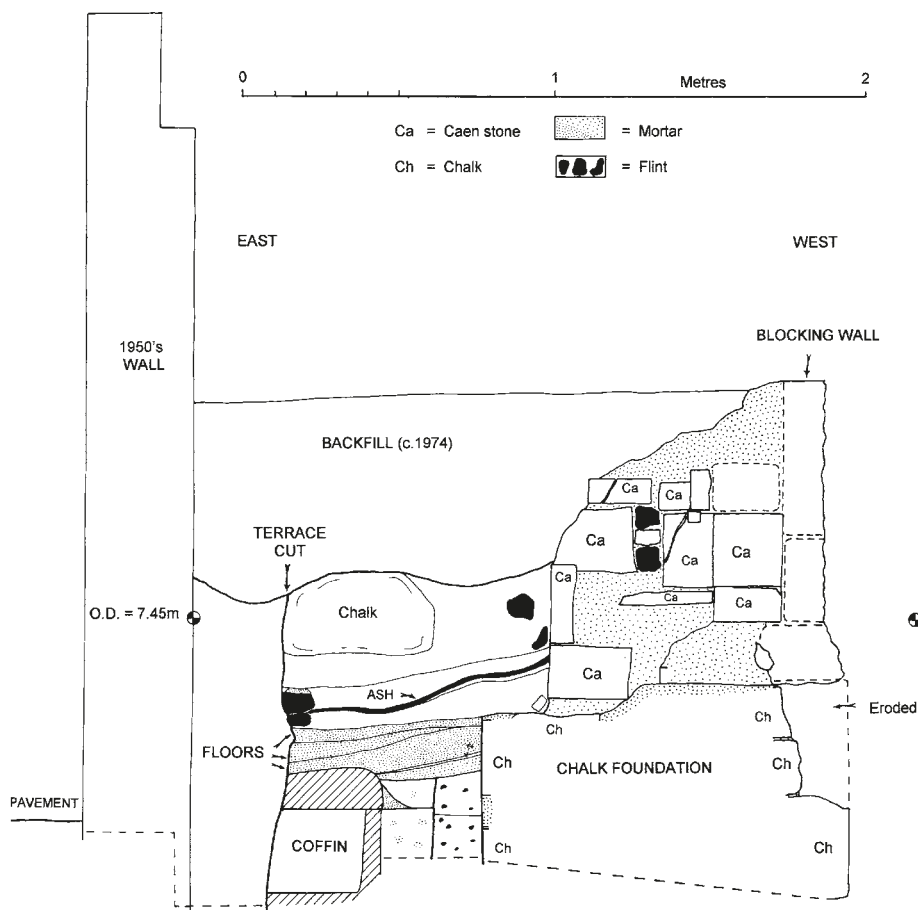 0 1 2
Metres
Ca = Caen stone = Mortar
Ch = Chalk = Flint
EAST WEST
BLOCKING WALL
1950's
WALL
BACKFILL (c.1974)
Ca Ca
TERRACE
CUT
Ca Ca Ca
Ca
Chalk
Ca Ca
O.D. = 7.45m
Ca
ASH
Eroded
Ch Ch
FLOORS
Ch CHALK FOUNDATION Ch
PAVEMENT
COFFIN
Ch Ch